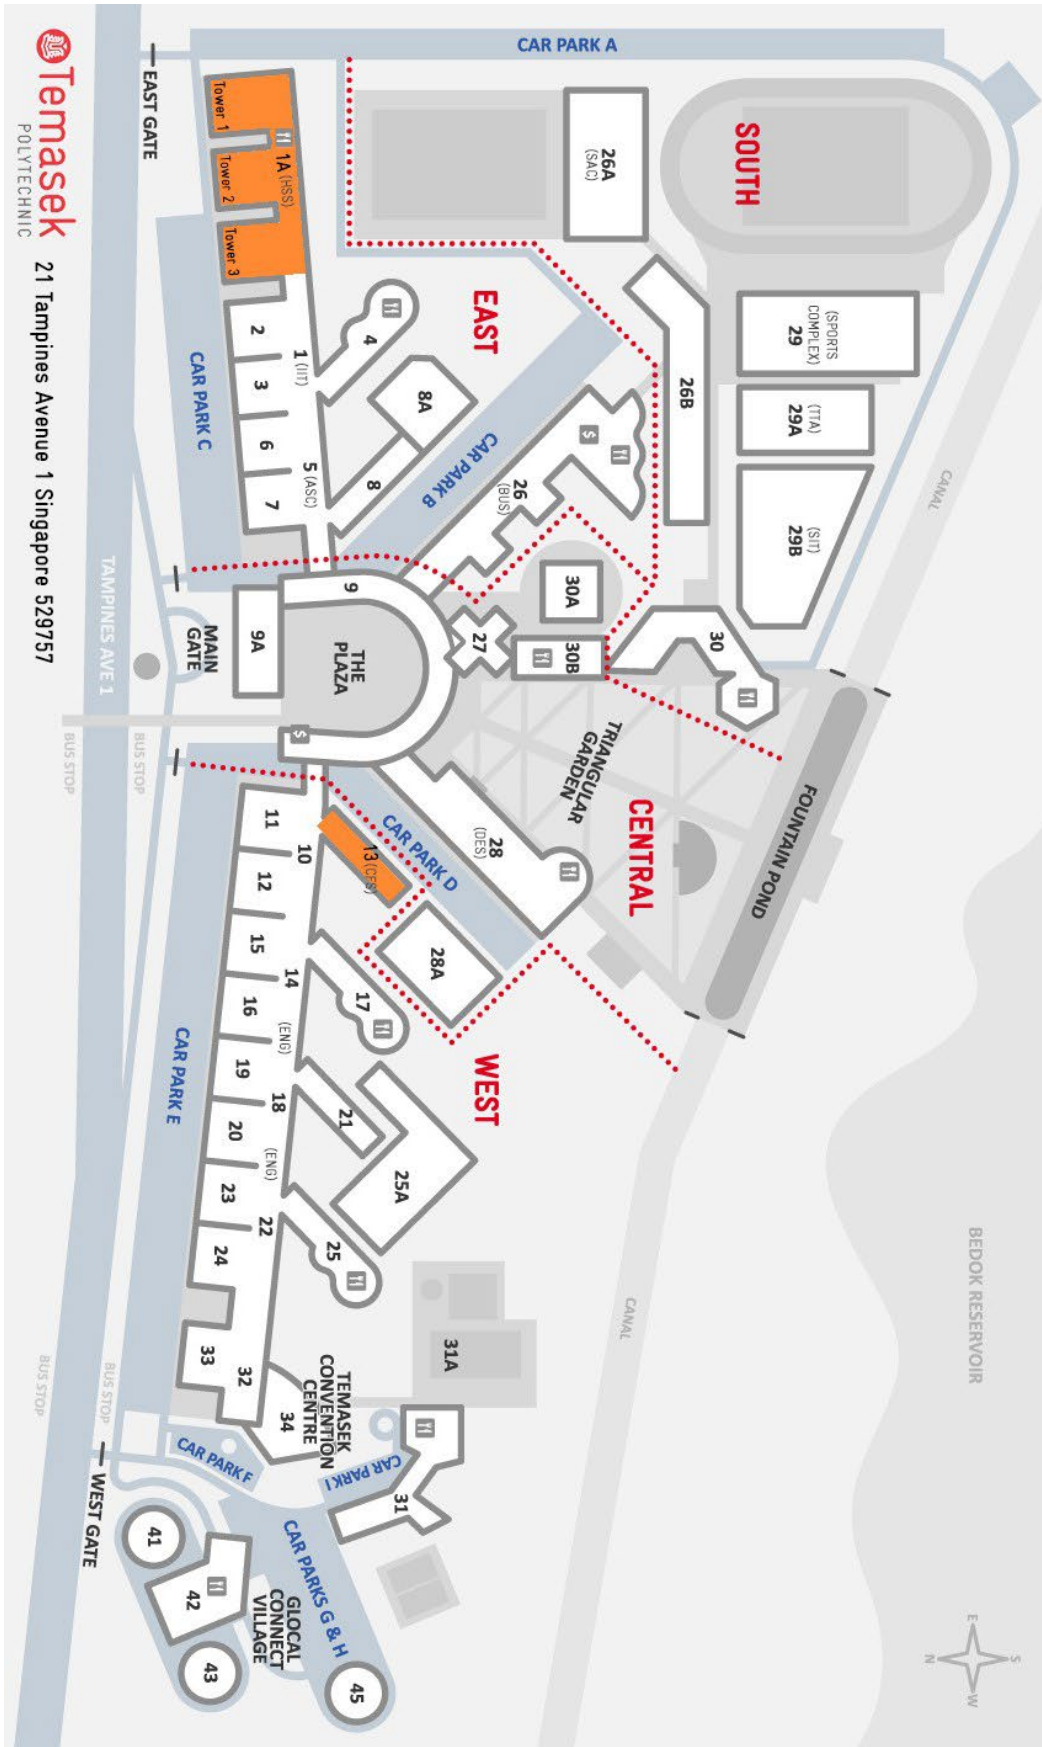 Temasek
POLYTECHNIC
21 Tampines Avenue 1 Singapore 529757
CAR PARK A
EAST GATE
Tower 1
Tower 2
Tower 3
1A (HSS)
26A
(SAC)
SOUTH
EAST
2
3
6
7
1 (IIT)
5 (ASC)
4
8A
8
CAR PARK C
CAR PARK B
26
(BUS)
$
26B
(SPORTS
COMPLEX)
29
(TTA)
29A
(SIT)
29B
CANAL
TAMPINES AVE 1
MAIN
GATE
9A
9
THE
PLAZA
$
27
30A
30B
30
BUS STOP
BUS STOP
TRIANGULAR
GARDEN
CENTRAL
FOUNTAIN POND
28
(DES)
CAR PARK D
13 (CFS)
28A
11
10
12
15
14
16
(ENG)
19
18
20
(ENG)
23
22
24
33
32
17
21
25A
25
WEST
CAR PARK E
31A
CANAL
BEDOK RESERVOIR
BUS STOP
BUS STOP
TEMASEK
CONVENTION
CENTRE
34
CAR PARK F
CAR PARK I
31
WEST GATE
CAR PARKS G & H
41
42
43
45
GLOCAL
CONNECT
VILLAGE
E
S
N
W